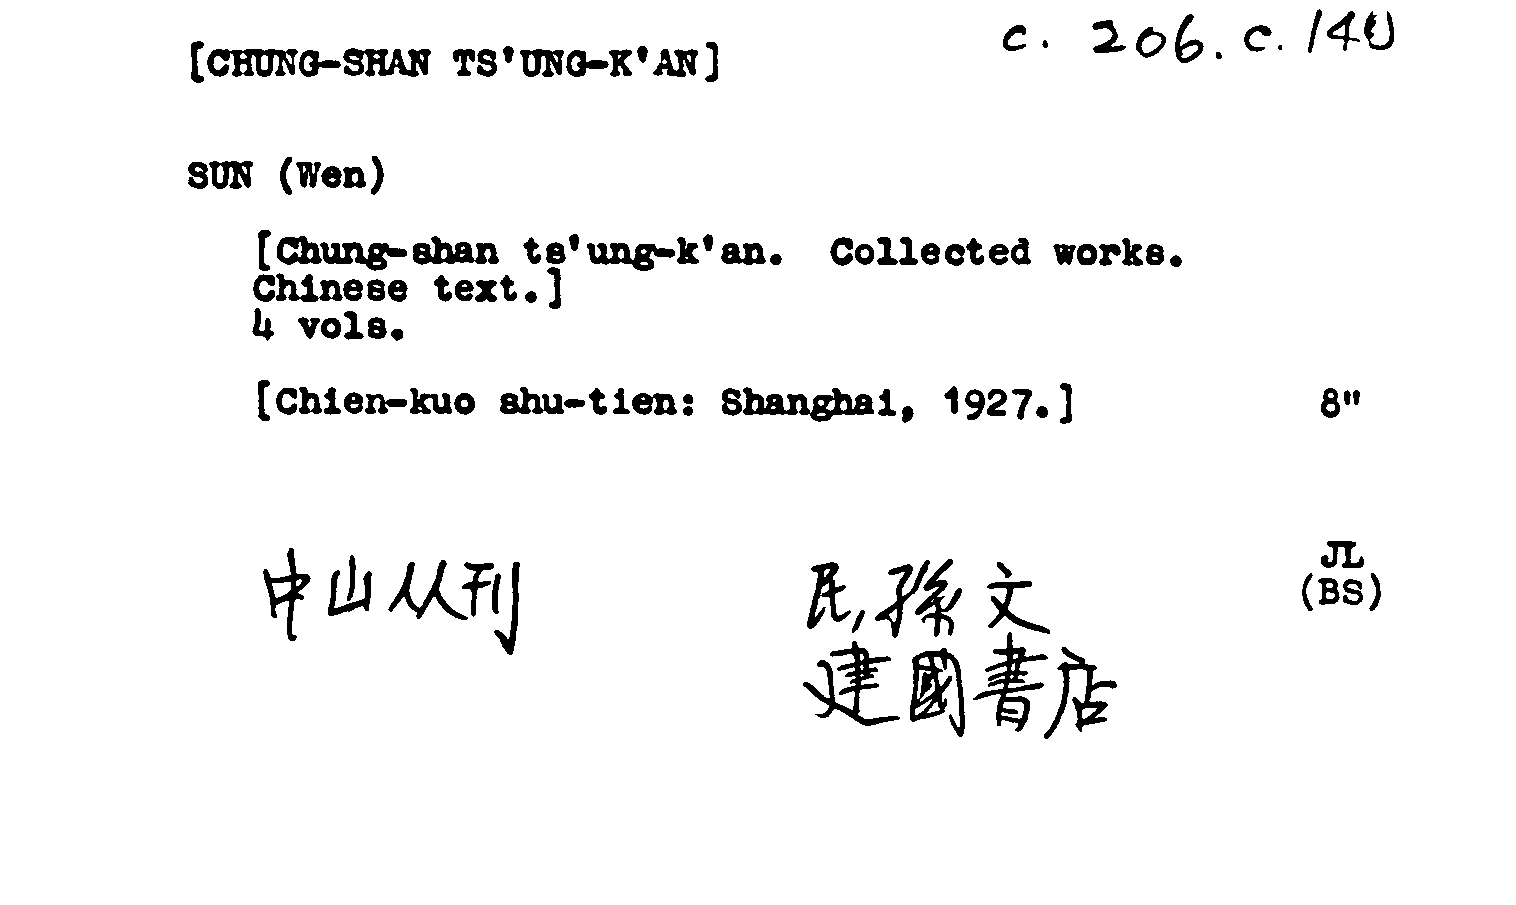 c. 206. c. 140
[CHUNG-SHAN TS'UNG-K'AN]
SUN (Wen)
[Chung-shan ts'ung-k'an. Collected works.
Chinese text.]
4 vols.
[Chien-kuo shu-tien: Shanghai, 1927.] 8"
中山从刊
民, 孫文
建國書店
JL
(BS)